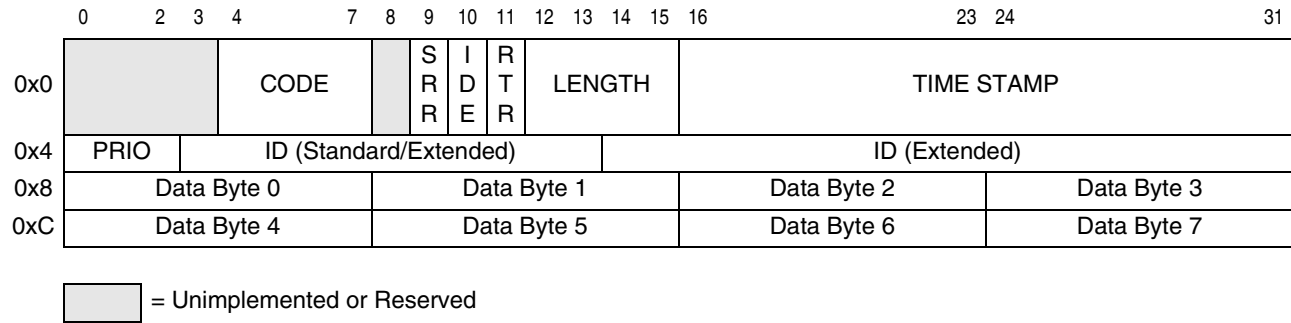 0 2 3 4 7 8 9 10 11 12 13 14 15 16 23 24 31
0x0 CODE SRR IDE RTR LENGTH TIME STAMP
0x4 PRIO ID (Standard/Extended) ID (Extended)
0x8 Data Byte 0 Data Byte 1 Data Byte 2 Data Byte 3
0xC Data Byte 4 Data Byte 5 Data Byte 6 Data Byte 7
= Unimplemented or Reserved